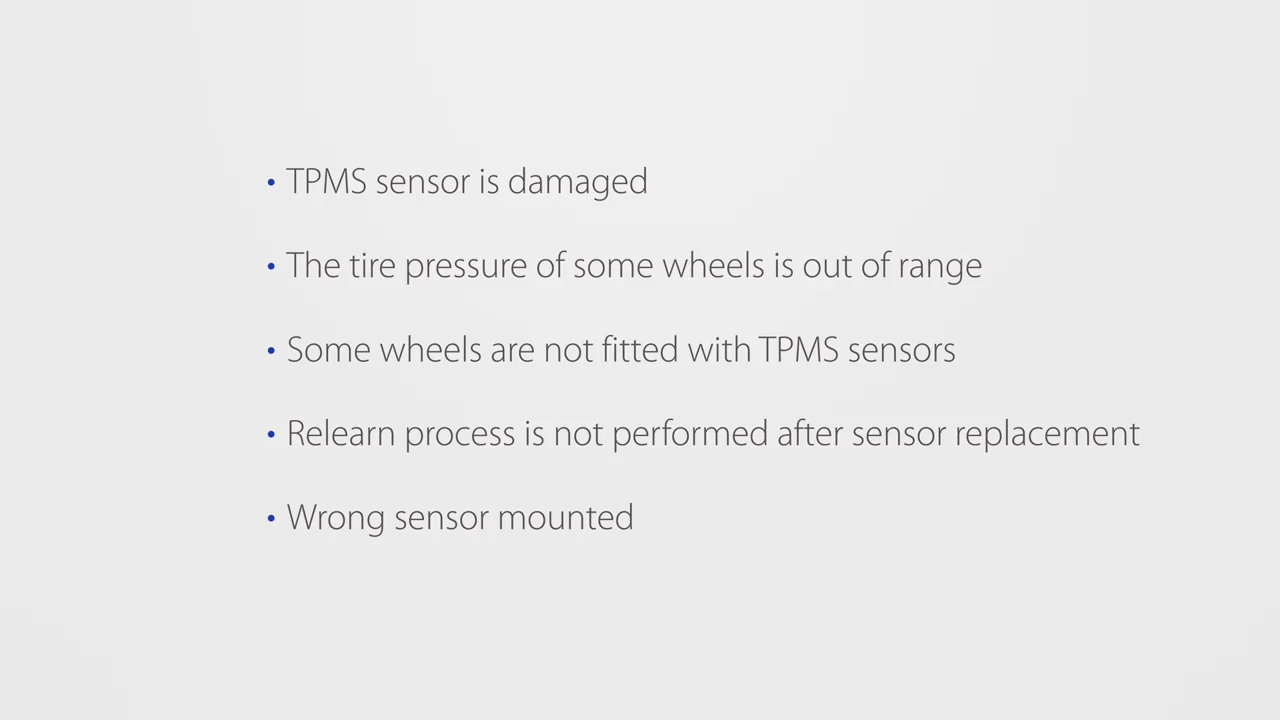 • TPMS sensor is damaged
• The tire pressure of some wheels is out of range
• Some wheels are not fitted with TPMS sensors
• Relearn process is not performed after sensor replacement
• Wrong sensor mounted